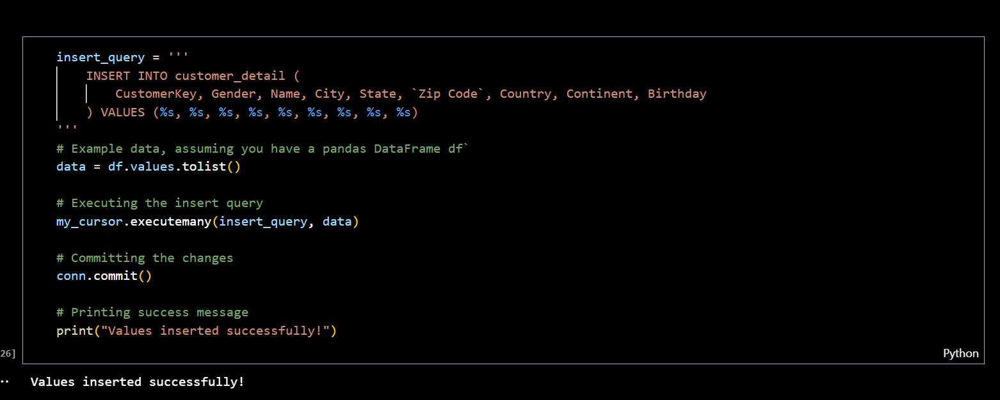 insert_query = '''
    INSERT INTO customer_detail (
        CustomerKey, Gender, Name, City, State, `Zip Code`, Country, Continent, Birthday
    ) VALUES (%s, %s, %s, %s, %s, %s, %s, %s, %s)
'''
# Example data, assuming you have a pandas DataFrame df`
data = df.values.tolist()

# Executing the insert query
my_cursor.executemany(insert_query, data)

# Committing the changes
conn.commit()

# Printing success message
print("Values inserted successfully!")
26]
Python
Values inserted successfully!